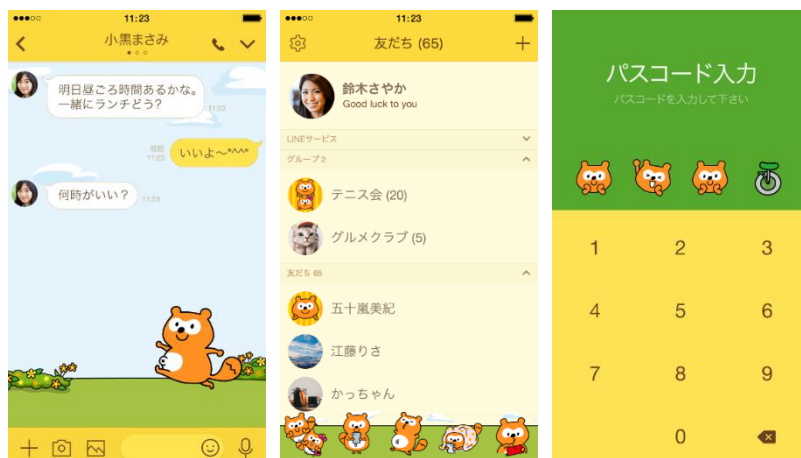 11:23
小黒まさみ
明日昼ごろ時間あるかな。
一緒にランチどう?
11:23
既読
11:23
いいよ~*^^*
何時がいい?
11:23
11:23
友だち (65)
鈴木さやか
Good luck to you
LINEサービス
グループ 2
テニス会 (20)
グルメクラブ (5)
友だち 65
五十嵐美紀
江藤りさ
かっちゃん
パスコード入力
パスコードを入力して下さい
1 2 3
4 5 6
7 8 9
0